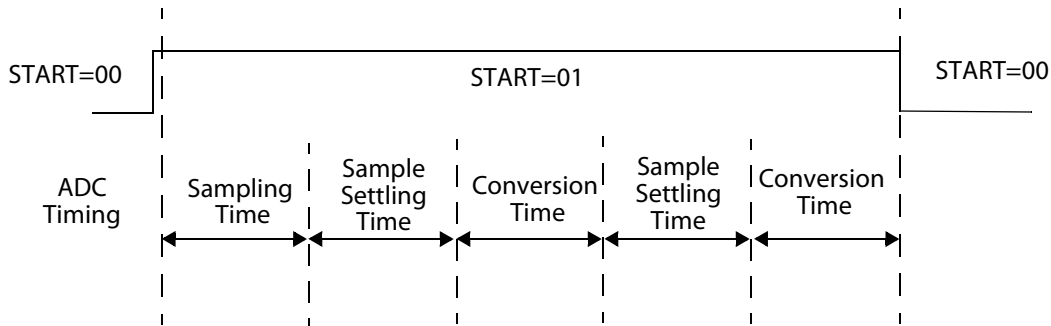 START=00
START=01
START=00
ADC
Timing
Sampling
Time
Sample
Settling
Time
Conversion
Time
Sample
Settling
Time
Conversion
Time